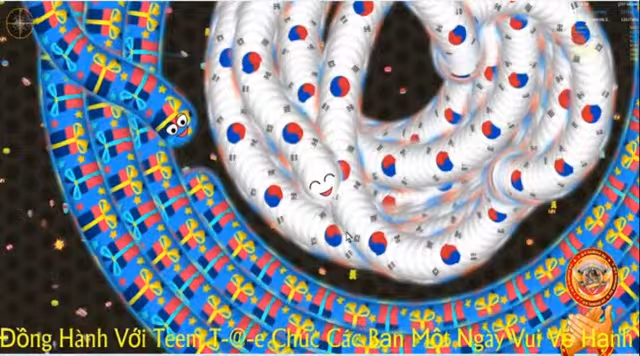 Đồng Hành Với Teem T-@-e Chúc Các Bạn Một Ngày Vui Vẻ Hạnh